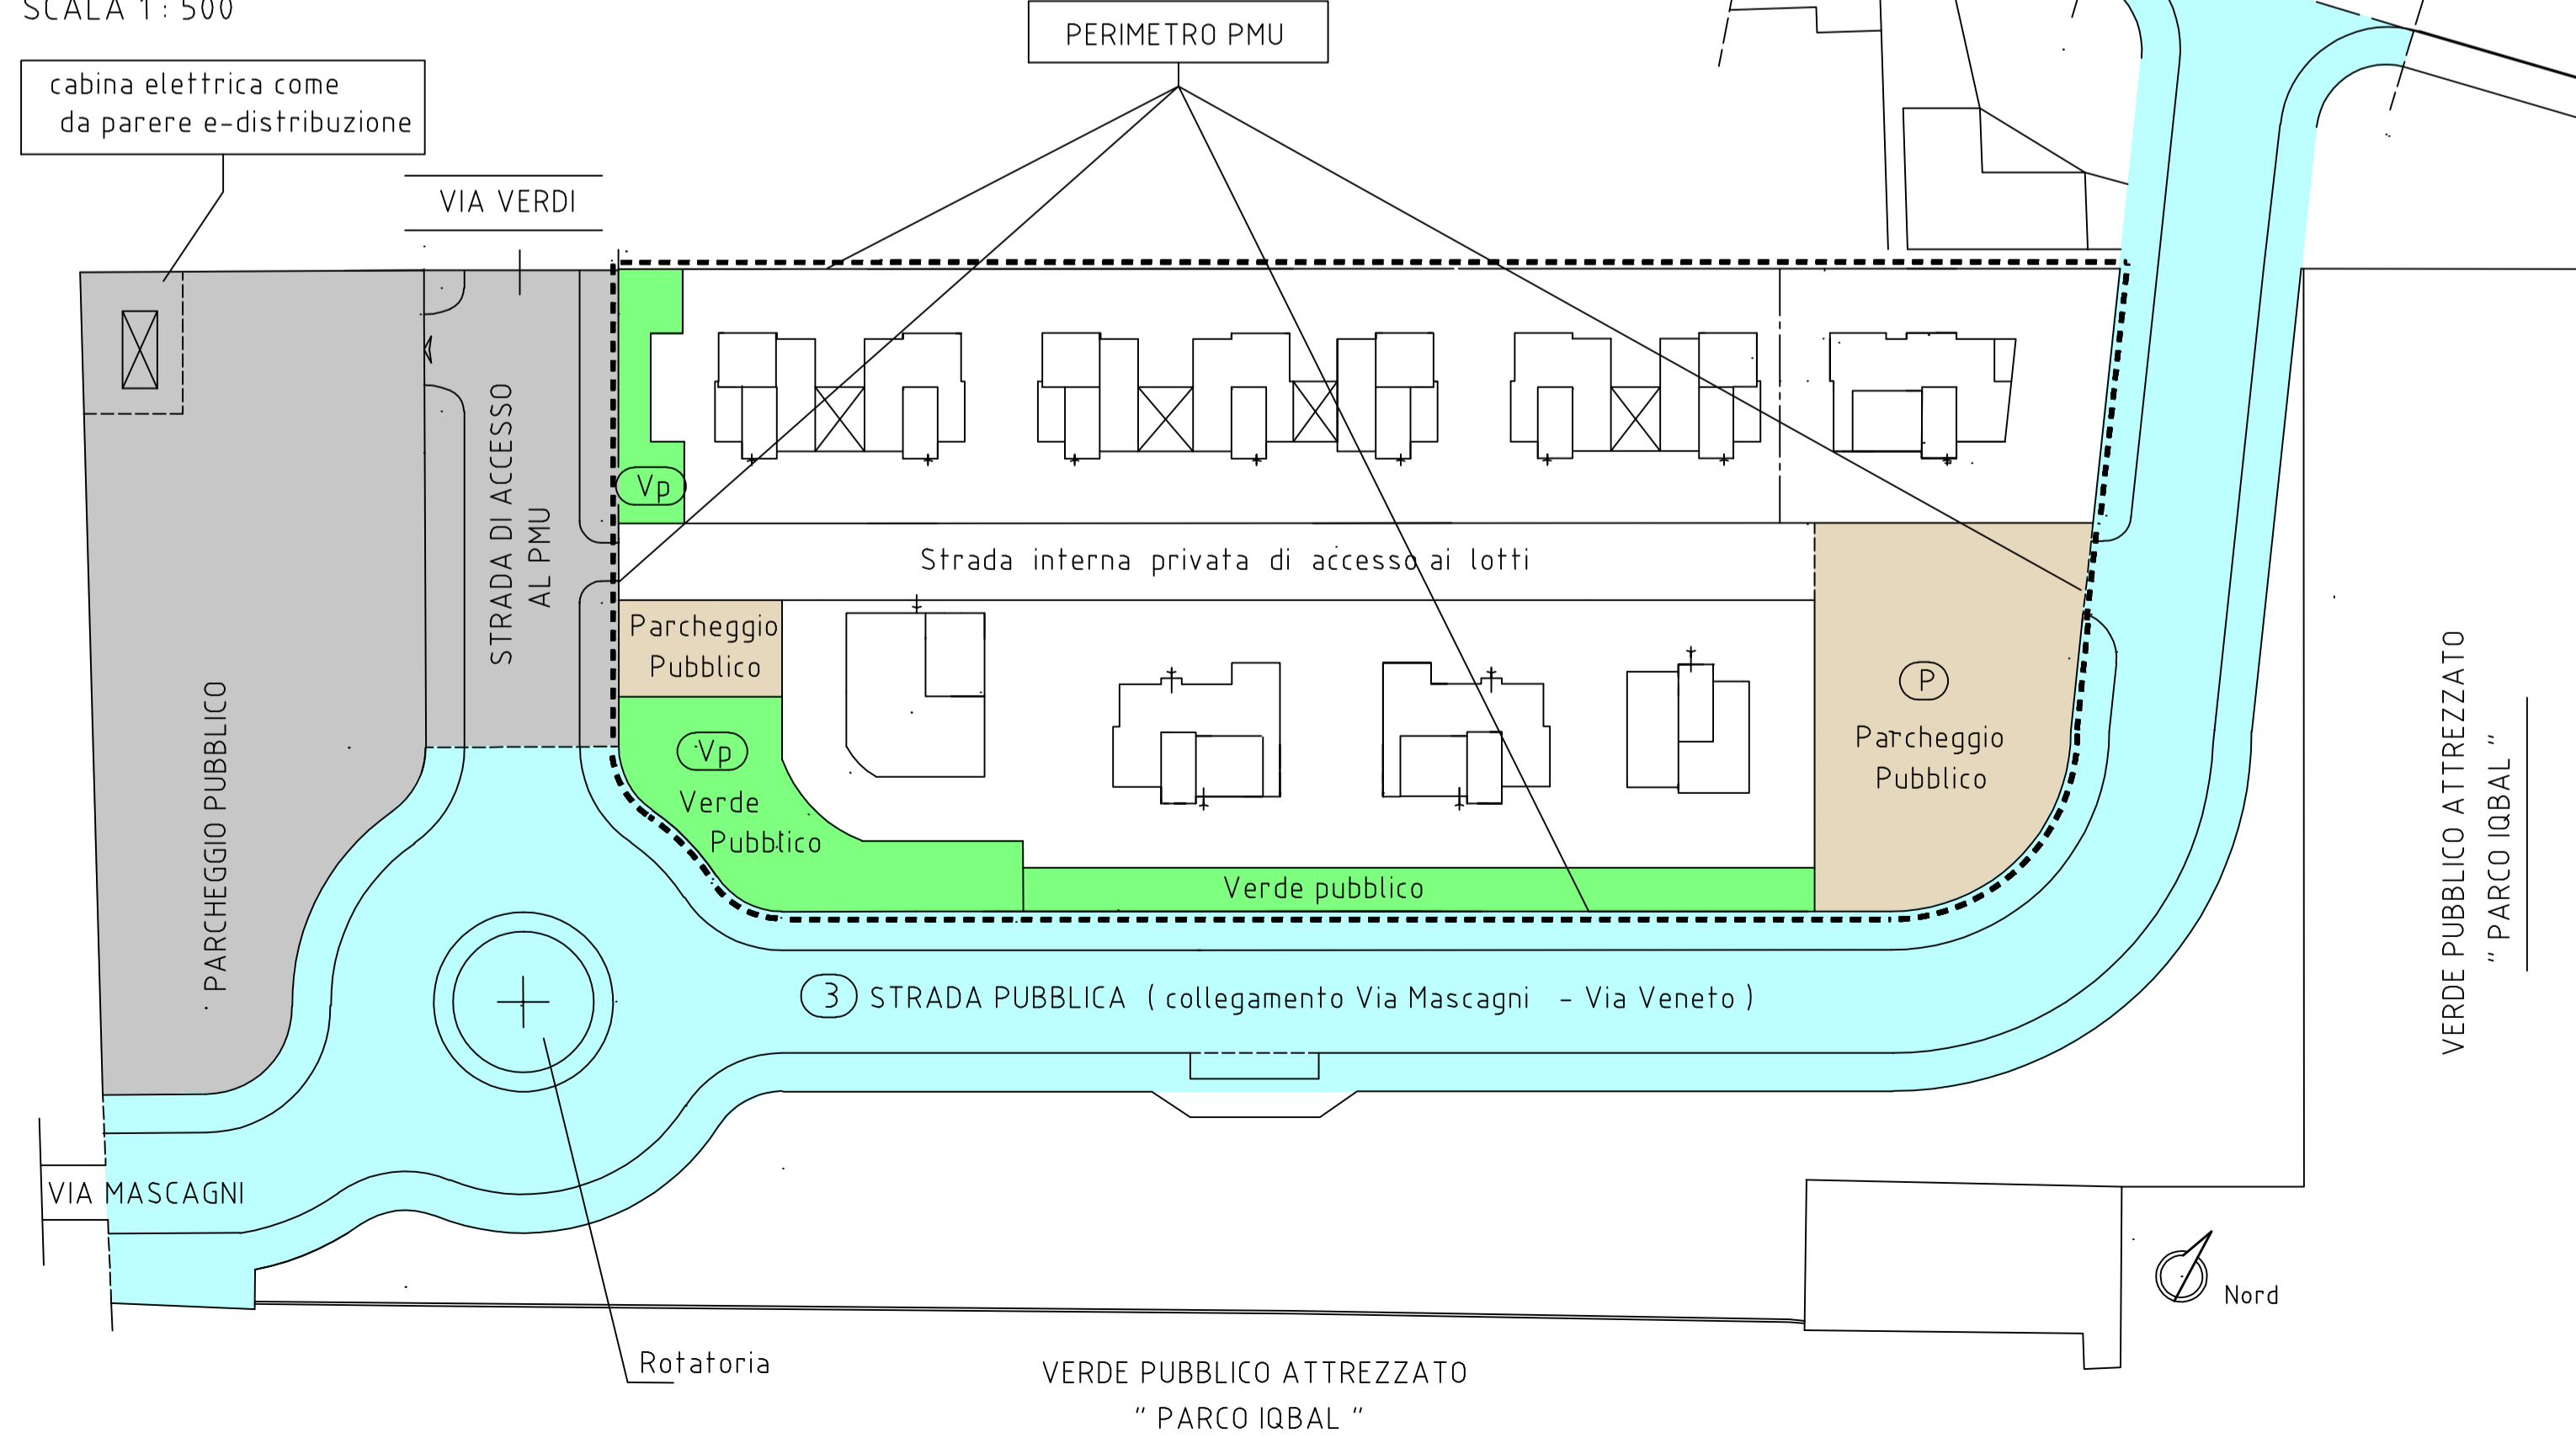 SCALA 1 : 500
PERIMETRO PMU
cabina elettrica come
da parere e-distribuzione
VIA VERDI
STRADA DI ACCESSO
AL PMU
Vp
Strada interna privata di accesso ai lotti
Parcheggio
Pubblico
P
Parcheggio
Pubblico
Vp
Verde
Pubblico
Verde pubblico
PARCHEGGIO PUBBLICO
3 STRADA PUBBLICA ( collegamento Via Mascagni - Via Veneto )
VERDE PUBBLICO ATTREZZATO
" PARCO IQBAL "
VIA MASCAGNI
Nord
Rotatoria
VERDE PUBBLICO ATTREZZATO
" PARCO IQBAL "